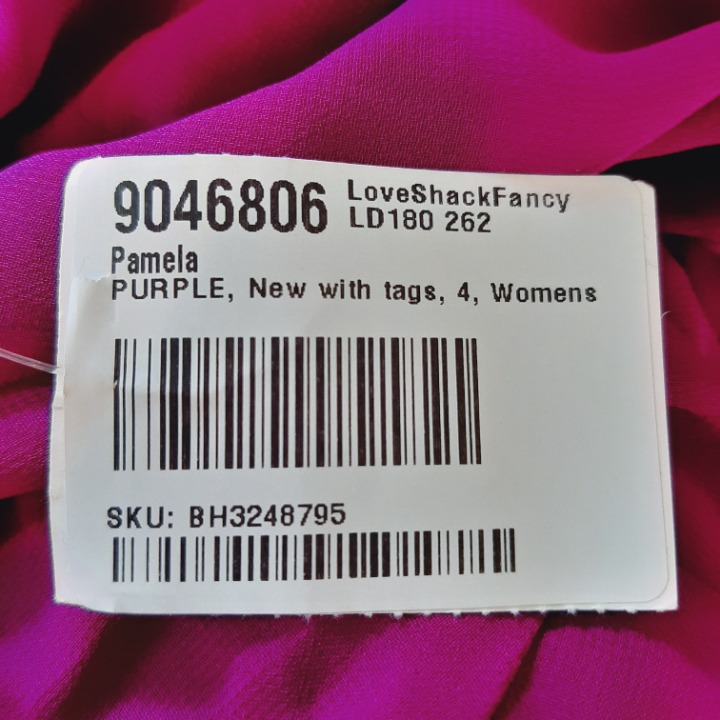 9046806 LoveShackFancy
LD180 262
Pamela
PURPLE, New with tags, 4, Womens
SKU: BH3248795